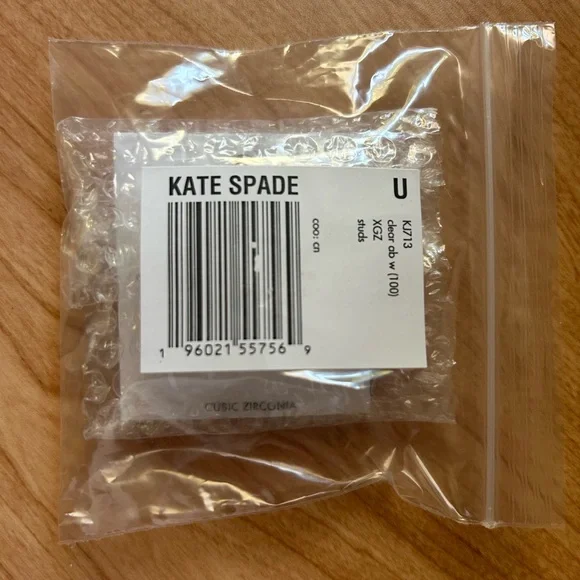 KATE SPADE
U
KJ713
clear ab w (100)
XGZ
studs
coo: cn
1 96021 55756 9
CUBIC ZIRCONIA